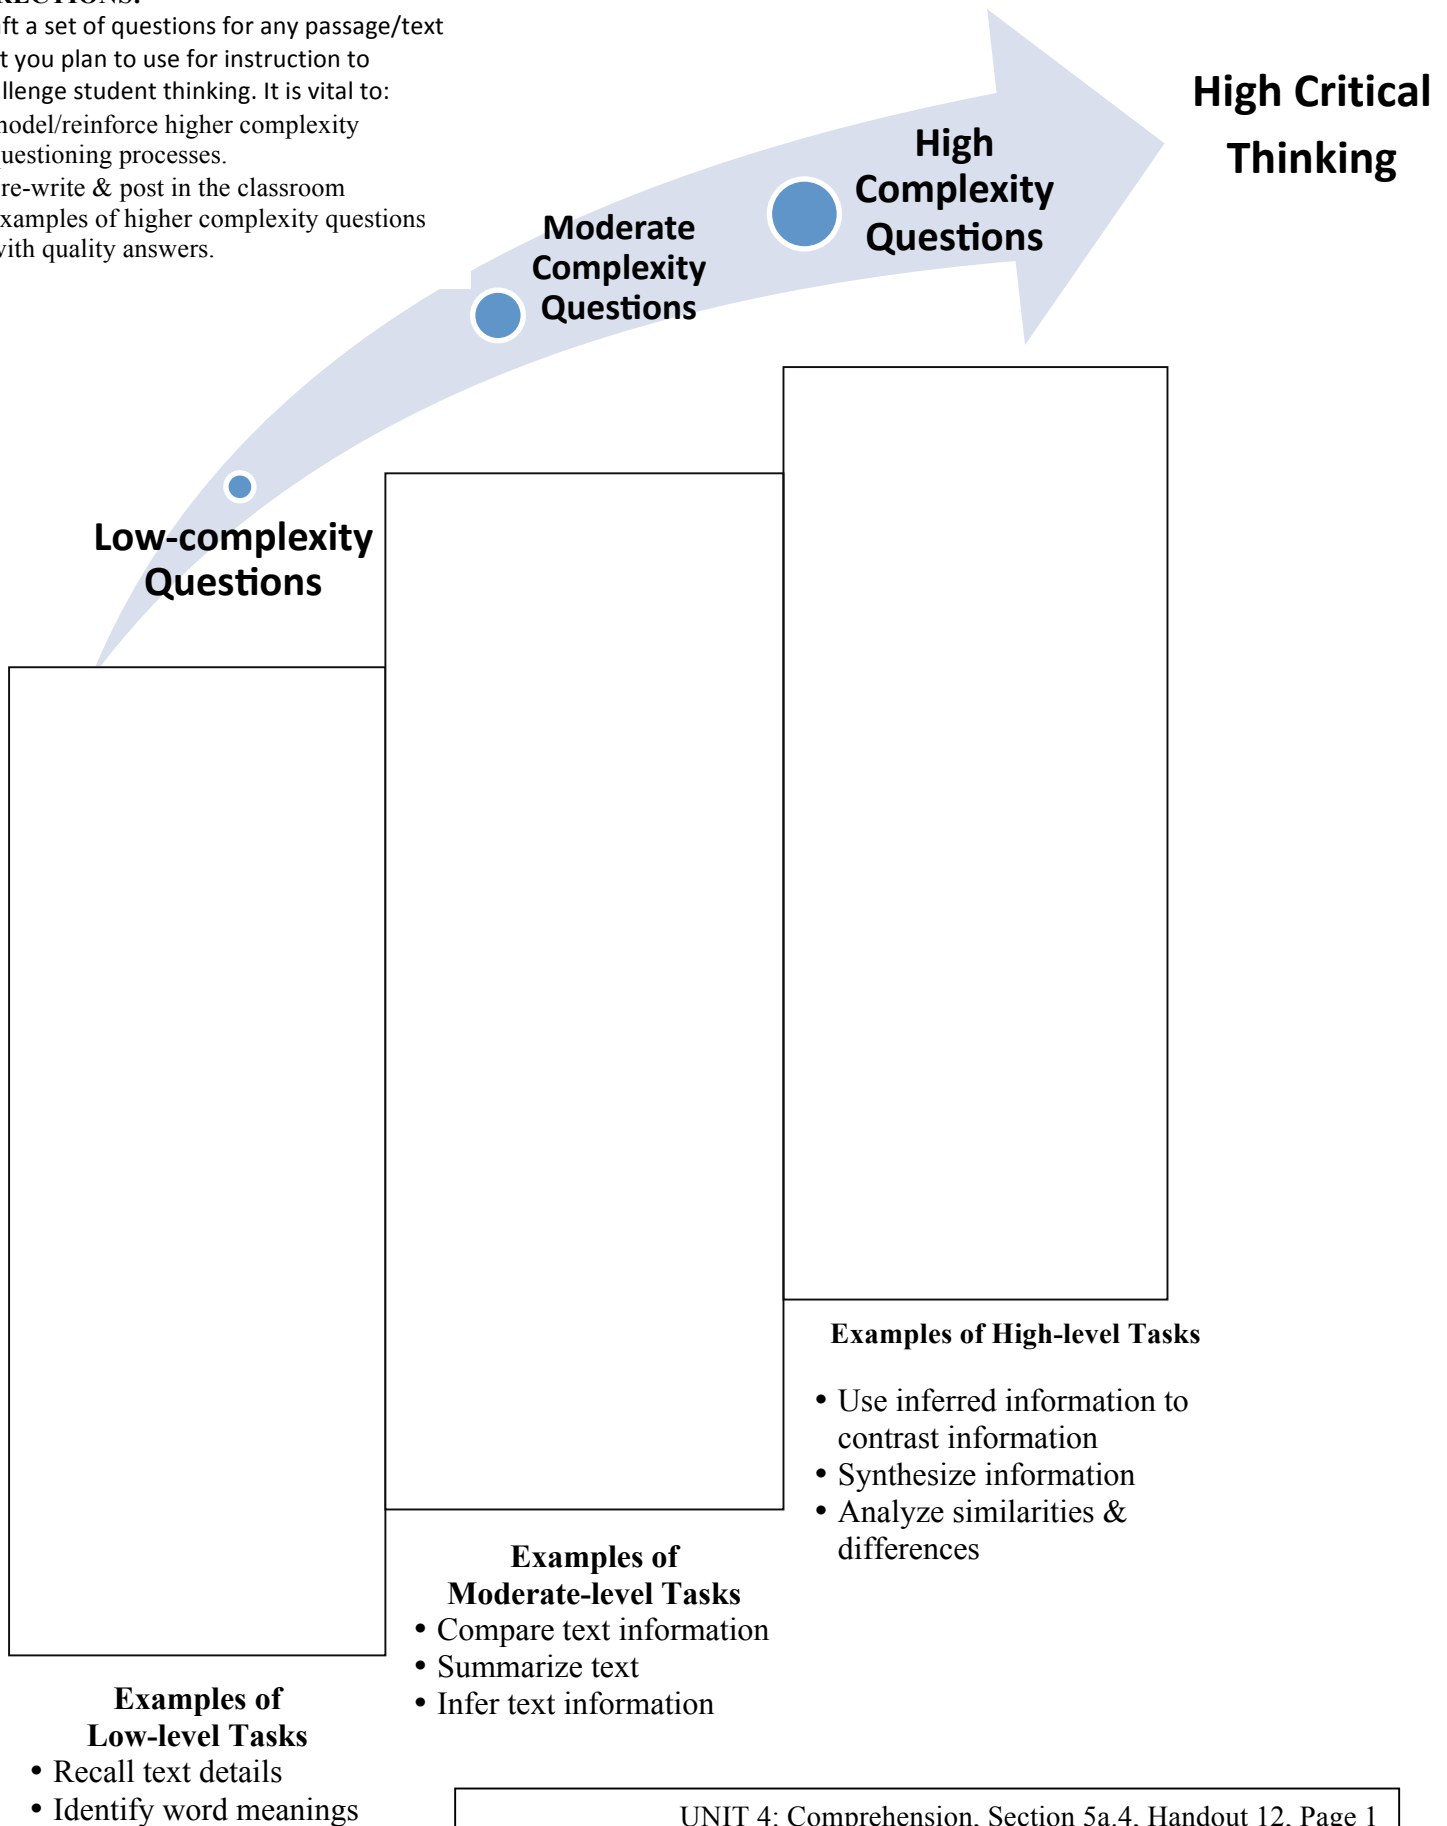 RECTIONS:
ft a set of questions for any passage/text
t you plan to use for instruction to
llenge student thinking. It is vital to:
nodel/reinforce higher complexity
uestioning processes.
re-write & post in the classroom
xamples of higher complexity questions
with quality answers.
High Critical
Thinking
High
Complexity
Questions
Moderate
Complexity
Questions
Low-complexity
Questions
Examples of High-level Tasks
• Use inferred information to
contrast information
• Synthesize information
• Analyze similarities &
differences
Examples of
Moderate-level Tasks
• Compare text information
• Summarize text
• Infer text information
Examples of
Low-level Tasks
• Recall text details
• Identify word meanings
UNIT 4: Comprehension, Section 5a.4, Handout 12, Page 1